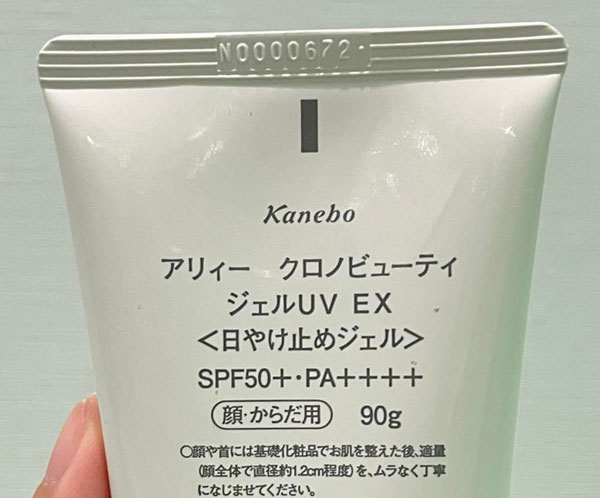 N0000672
Kanebo
アリィー クロノビューティ
ジェルUV EX
<日やけ止めジェル>
SPF50+・PA++++
顔・からだ用 90g
○顔や首には基礎化粧品でお肌を整えた後、適量
(顔全体で直径約1.2cm程度)を、ムラなく丁寧
になじませてください。